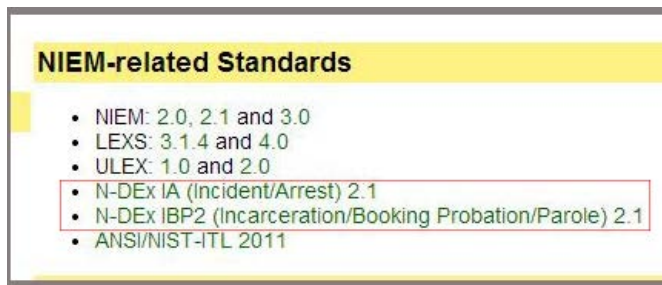 NIEM-related Standards
• NIEM: 2.0, 2.1 and 3.0
• LEXS: 3.1.4 and 4.0
• ULEX: 1.0 and 2.0
• N-DEx IA (Incident/Arrest) 2.1
• N-DEx IBP2 (Incarceration/Booking Probation/Parole) 2.1
• ANSI/NIST-ITL 2011